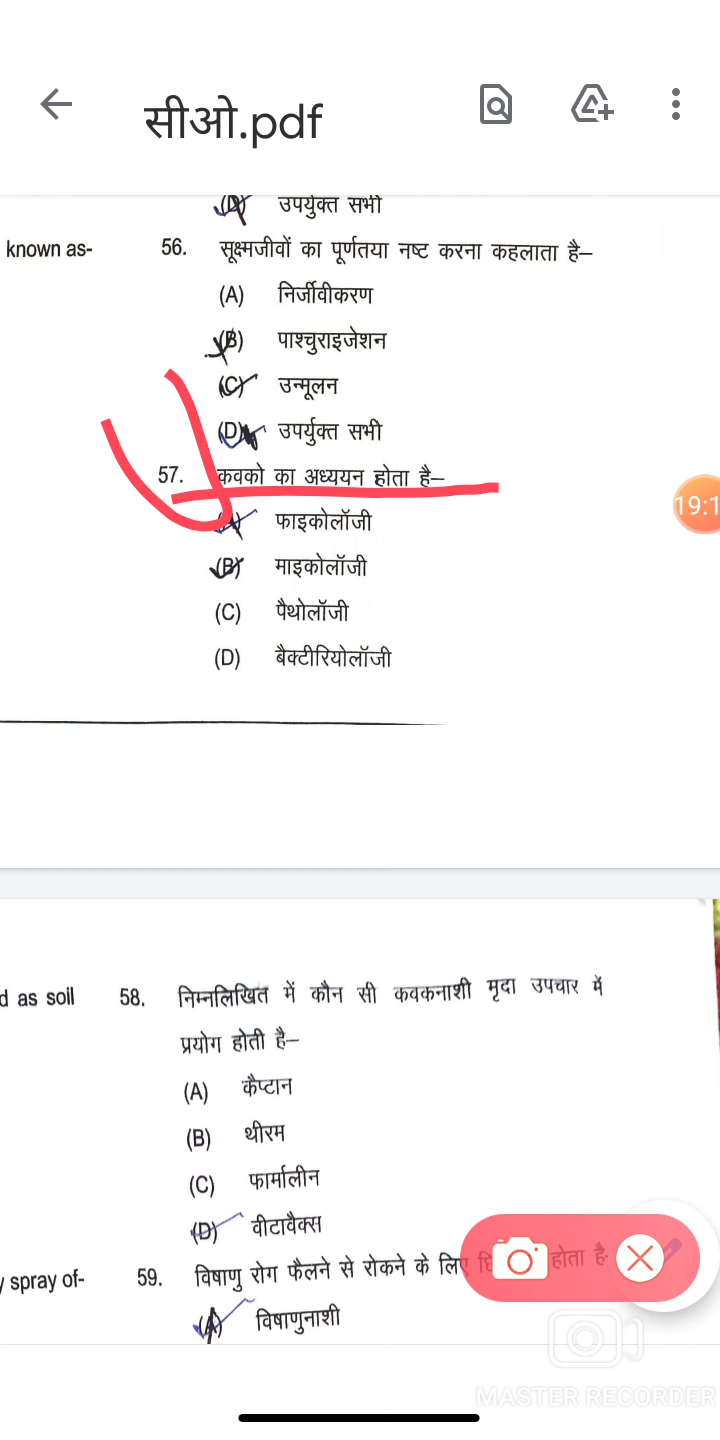 सीओ.pdf
(D) उपर्युक्त सभी
known as-
56. सूक्ष्मजीवों का पूर्णतया नष्ट करना कहलाता है–
(A) निर्जीवीकरण
(B) पाश्चुराइजेशन
(C) उन्मूलन
(D) उपर्युक्त सभी
57. कवको का अध्ययन होता है–
(A) फाइकोलॉजी
(B) माइकोलॉजी
(C) पैथोलॉजी
(D) बैक्टीरियोलॉजी
19:1
d as soil
58. निम्नलिखित में कौन सी कवकनाशी मृदा उपचार में
प्रयोग होती है–
(A) कैप्टान
(B) थीरम
(C) फार्मालीन
(D) वीटावैक्स
spray of-
59. विषाणु रोग फैलने से रोकने के लिए होता है-
(A) विषाणुनाशी
MASTER RECORDER